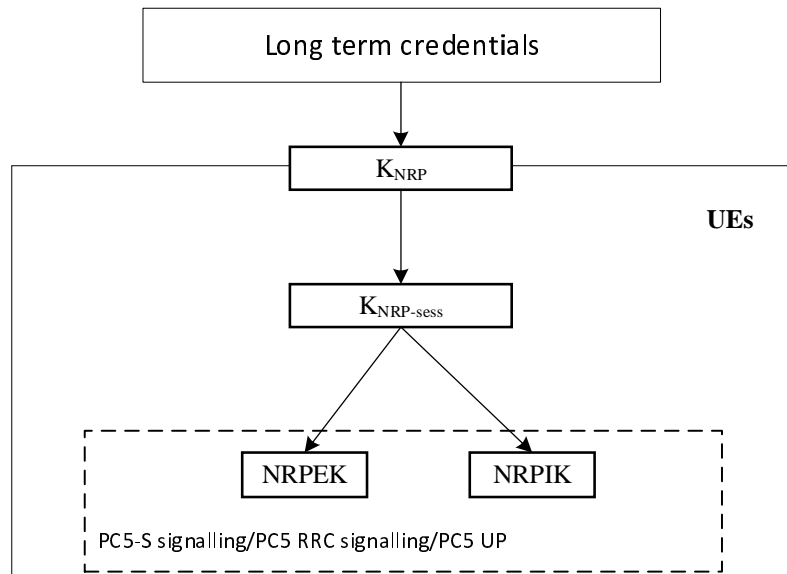 Long term credentials
K_NRP
UEs
K_NRP-sess
NRPEK NRPIK
PC5-S signalling/PC5 RRC signalling/PC5 UP